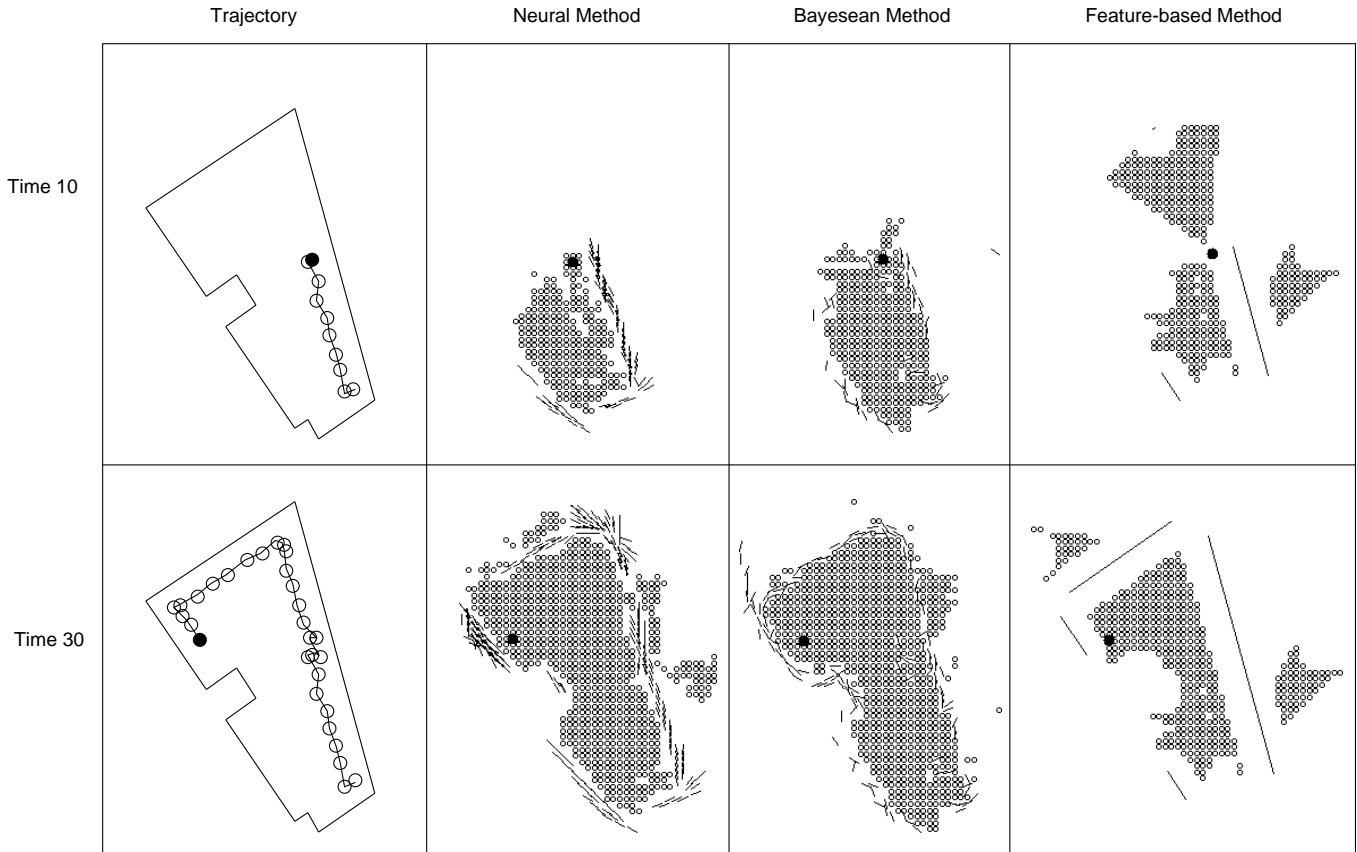 Trajectory
Neural Method
Bayesean Method
Feature-based Method
Time 10
Time 30